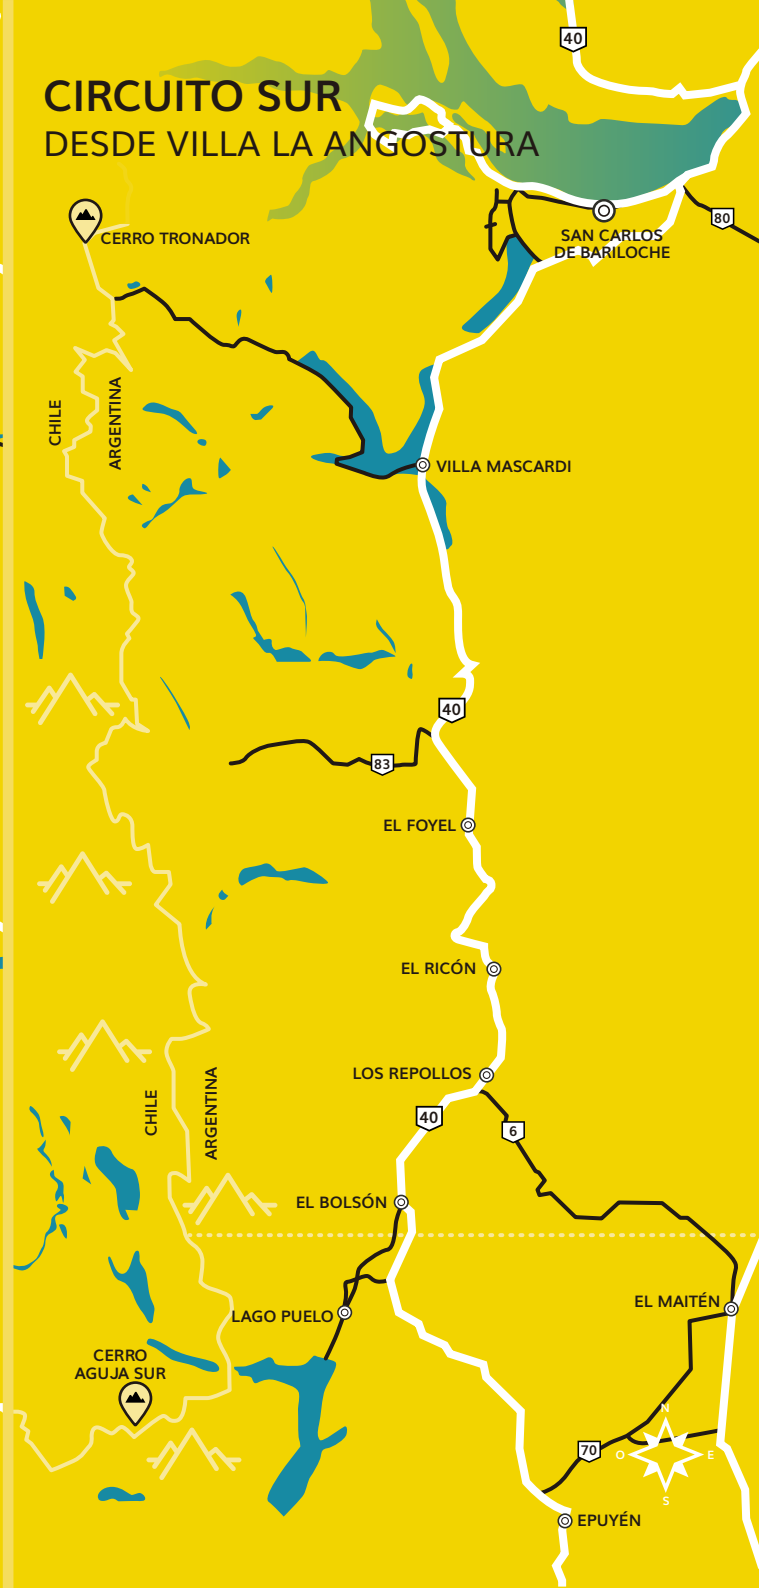 40
CIRCUITO SUR
DESDE VILLA LA ANGOSTURA
80
CERRO TRONADOR
SAN CARLOS
DE BARILOCHE
CHILE
ARGENTINA
VILLA MASCARDI
40
83
EL FOYEL
EL RICÓN
LOS REPOLLOS
CHILE
ARGENTINA
40
6
EL BOLSÓN
EL MAITÉN
LAGO PUELO
CERRO
AGUJA SUR
N
70
O
E
S
EPUYÉN